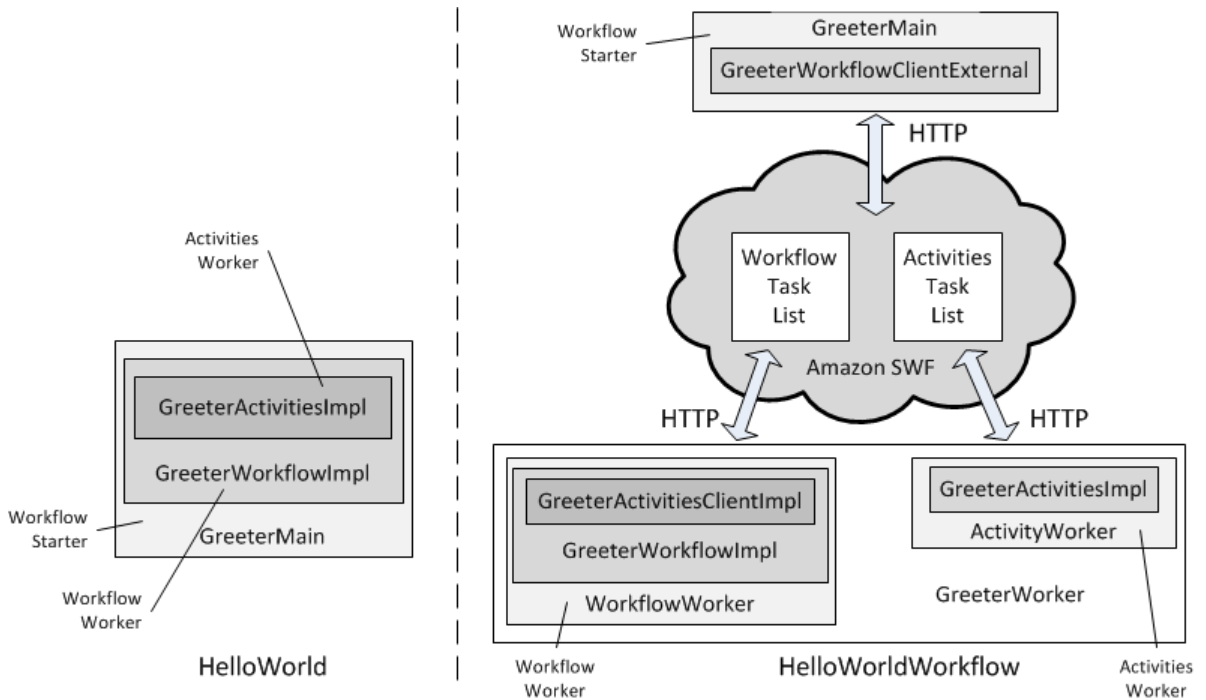 Activities
Worker
GreeterActivitiesImpl
GreeterWorkflowImpl
Workflow
Starter
GreeterMain
Workflow
Worker
HelloWorld
Workflow
Starter
GreeterMain
GreeterWorkflowClientExternal
HTTP
Workflow
Task
List
Activities
Task
List
Amazon SWF
HTTP
HTTP
GreeterActivitiesClientImpl
GreeterWorkflowImpl
WorkflowWorker
GreeterActivitiesImpl
ActivityWorker
GreeterWorker
Workflow
Worker
HelloWorldWorkflow
Activities
Worker